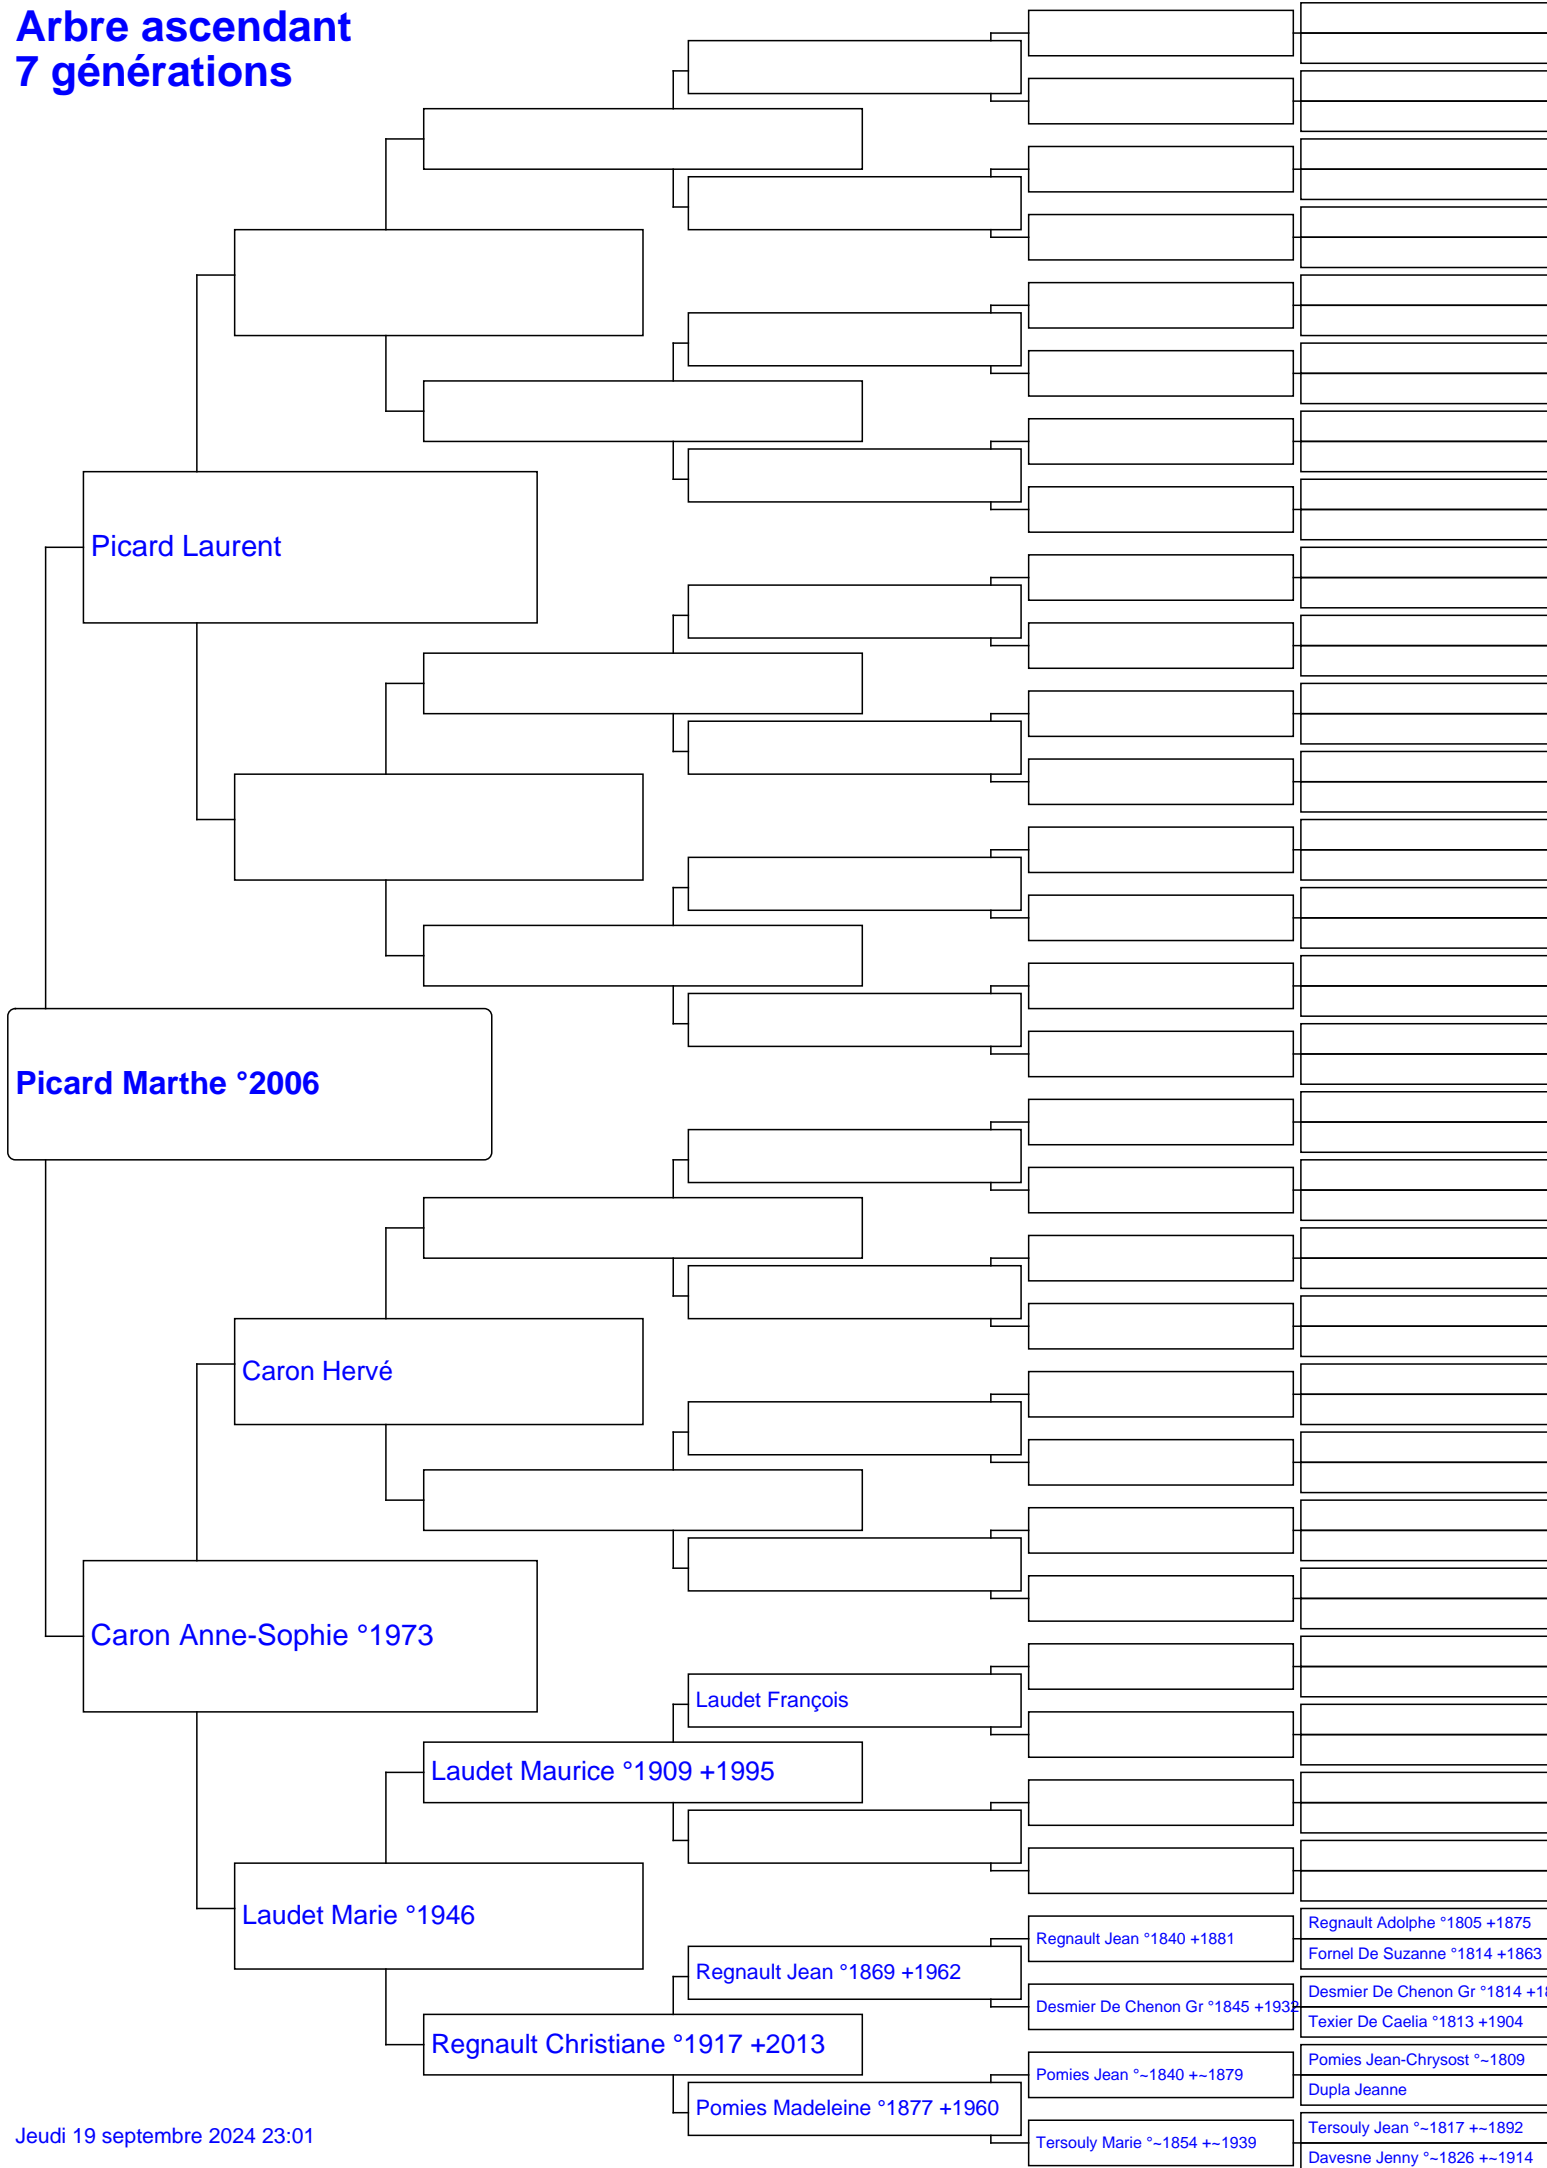 Arbre ascendant
7 générations
Picard Laurent
Picard Marthe °2006
Caron Hervé
Caron Anne-Sophie °1973
Laudet François
Laudet Maurice °1909 +1995
Laudet Marie °1946
Regnault Adolphe °1805 +1875
Regnault Jean °1840 +1881
Fornel De Suzanne °1814 +1863
Regnault Jean °1869 +1962
Desmier De Chenon Gr °1814 +18
Desmier De Chenon Gr °1845 +1932
Texier De Caelia °1813 +1904
Regnault Christiane °1917 +2013
Pomies Jean-Chrysost °~1809
Pomies Jean °~1840 +~1879
Dupla Jeanne
Pomies Madeleine °1877 +1960
Tersouly Jean °~1817 +~1892
Tersouly Marie °~1854 +~1939
Davesne Jenny °~1826 +~1914
Jeudi 19 septembre 2024 23:01